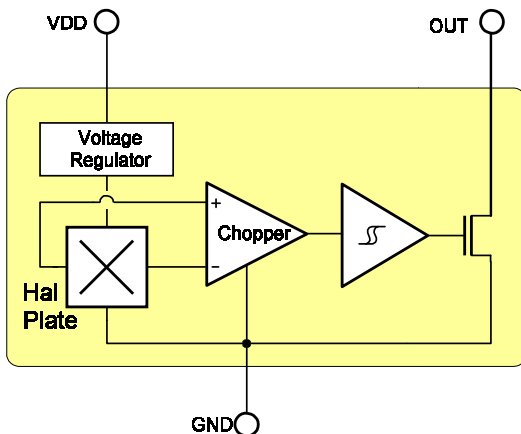 VDD
OUT
Voltage
Regulator
+
Chopper
-
Hal
Plate
GND